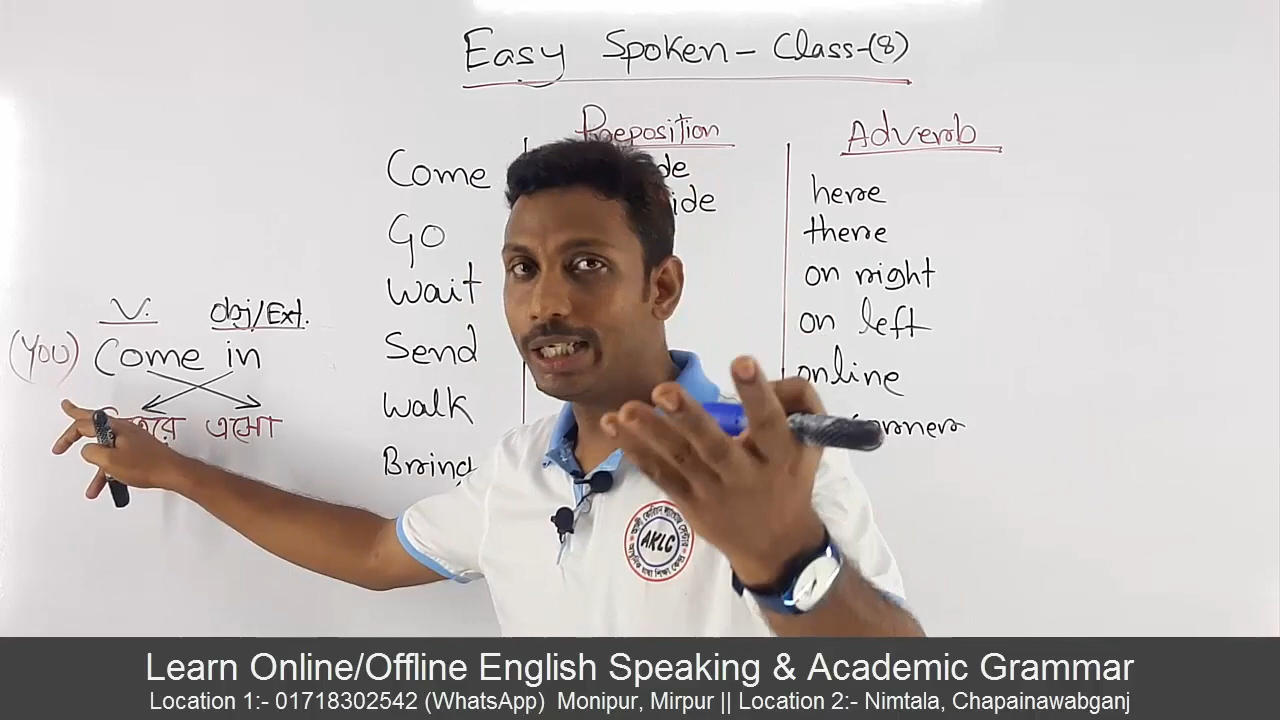 Easy Spoken - Class-(8)
Preposition
Adverb
Come
Go
Wait
Send
Walk
Bring
here
there
on right
on left
online
V. Obj/Ext.
(You) Come in
এসো
AKLC
Learn Online/Offline English Speaking & Academic Grammar
Location 1:- 01718302542 (WhatsApp) Monipur, Mirpur || Location 2:- Nimtala, Chapainawabganj